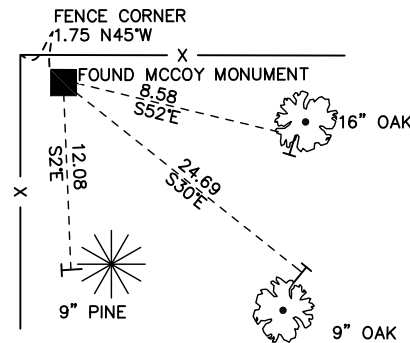 FENCE CORNER
1.75 N45°W
X
FOUND MCCOY MONUMENT
8.58
S52°E
16" OAK
12.08
S2°E
24.69
S30°E
X
9" PINE
9" OAK